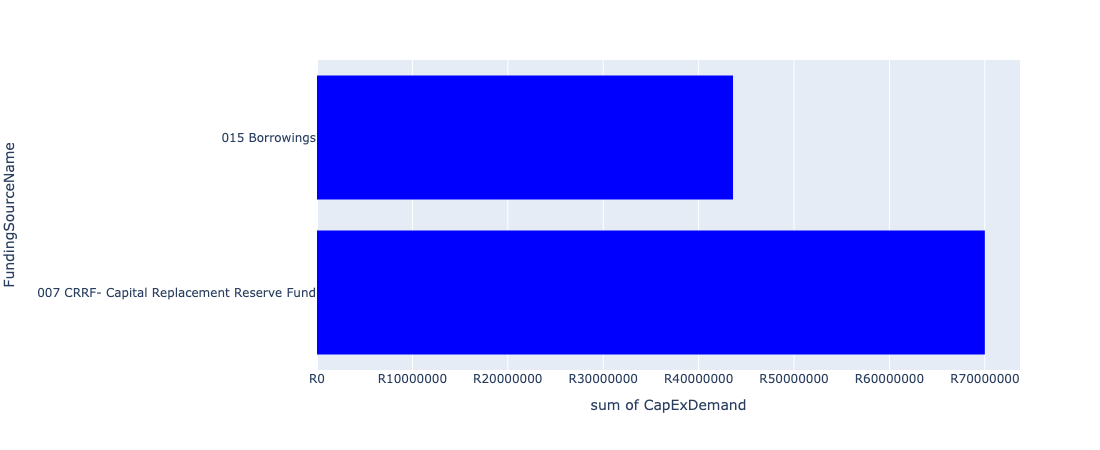 FundingSourceName
015 Borrowings
007 CRRF- Capital Replacement Reserve Fund
R0 R10000000 R20000000 R30000000 R40000000 R50000000 R60000000 R70000000
sum of CapExDemand